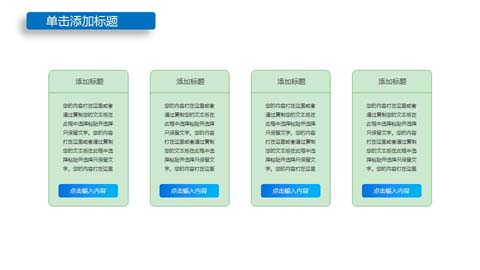 单击添加标题
添加标题
您的内容打在这里或者
通过复制您的文本后在
此框中选择粘贴并选择
只保留文字。您的内容
打在这里或者通过复制
您的文本后在此框中选
择粘贴并选择只保留文
字。您的内容打在这里
点击输入内容
添加标题
您的内容打在这里或者
通过复制您的文本后在
此框中选择粘贴并选择
只保留文字。您的内容
打在这里或者通过复制
您的文本后在此框中选
择粘贴并选择只保留文
字。您的内容打在这里
点击输入内容
添加标题
您的内容打在这里或者
通过复制您的文本后在
此框中选择粘贴并选择
只保留文字。您的内容
打在这里或者通过复制
您的文本后在此框中选
择粘贴并选择只保留文
字。您的内容打在这里
点击输入内容
添加标题
您的内容打在这里或者
通过复制您的文本后在
此框中选择粘贴并选择
只保留文字。您的内容
打在这里或者通过复制
您的文本后在此框中选
择粘贴并选择只保留文
字。您的内容打在这里
点击输入内容